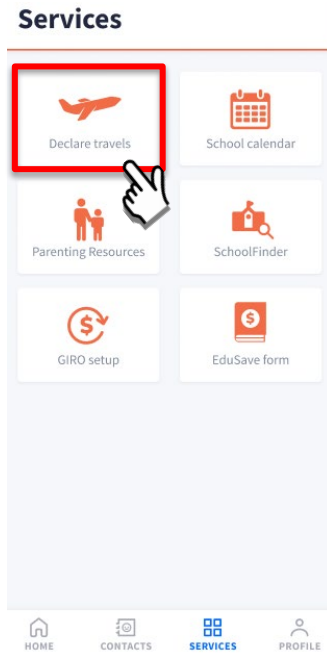 Services
Declare travels
School calendar
Parenting Resources
SchoolFinder
$
GIRO setup
$
EduSave form
HOME
CONTACTS
SERVICES
PROFILE